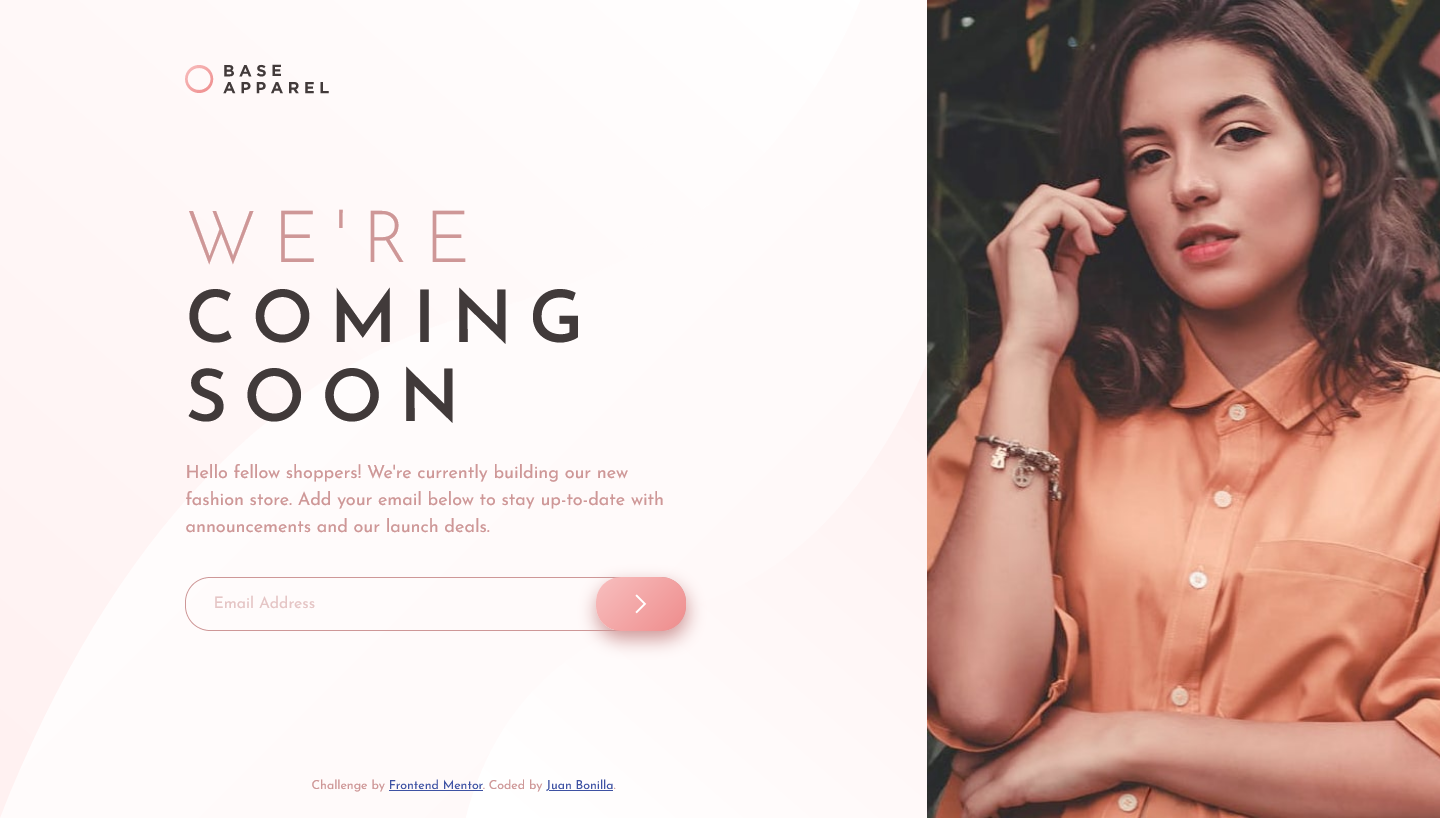 BASE
APPAREL
WE'RE
COMING
SOON
Hello fellow shoppers! We're currently building our new
fashion store. Add your email below to stay up-to-date with
announcements and our launch deals.
Email Address
Challenge by Frontend Mentor. Coded by Juan Bonilla.